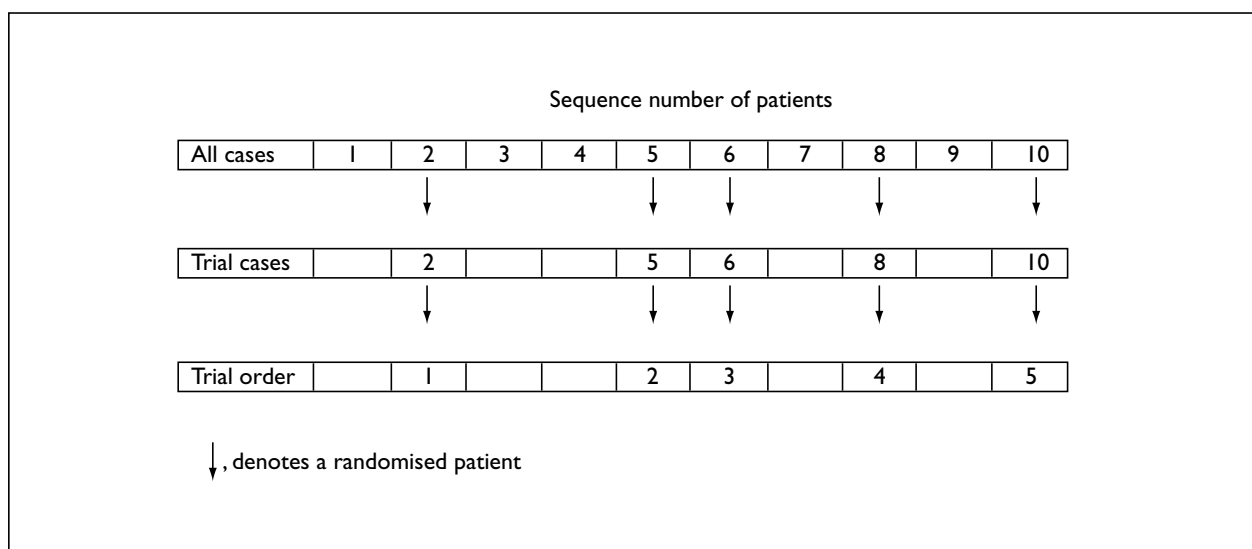 Sequence number of patients
All cases 1 2 3 4 5 6 7 8 9 10
Trial cases 2 5 6 8 10
Trial order 1 2 3 4 5
, denotes a randomised patient